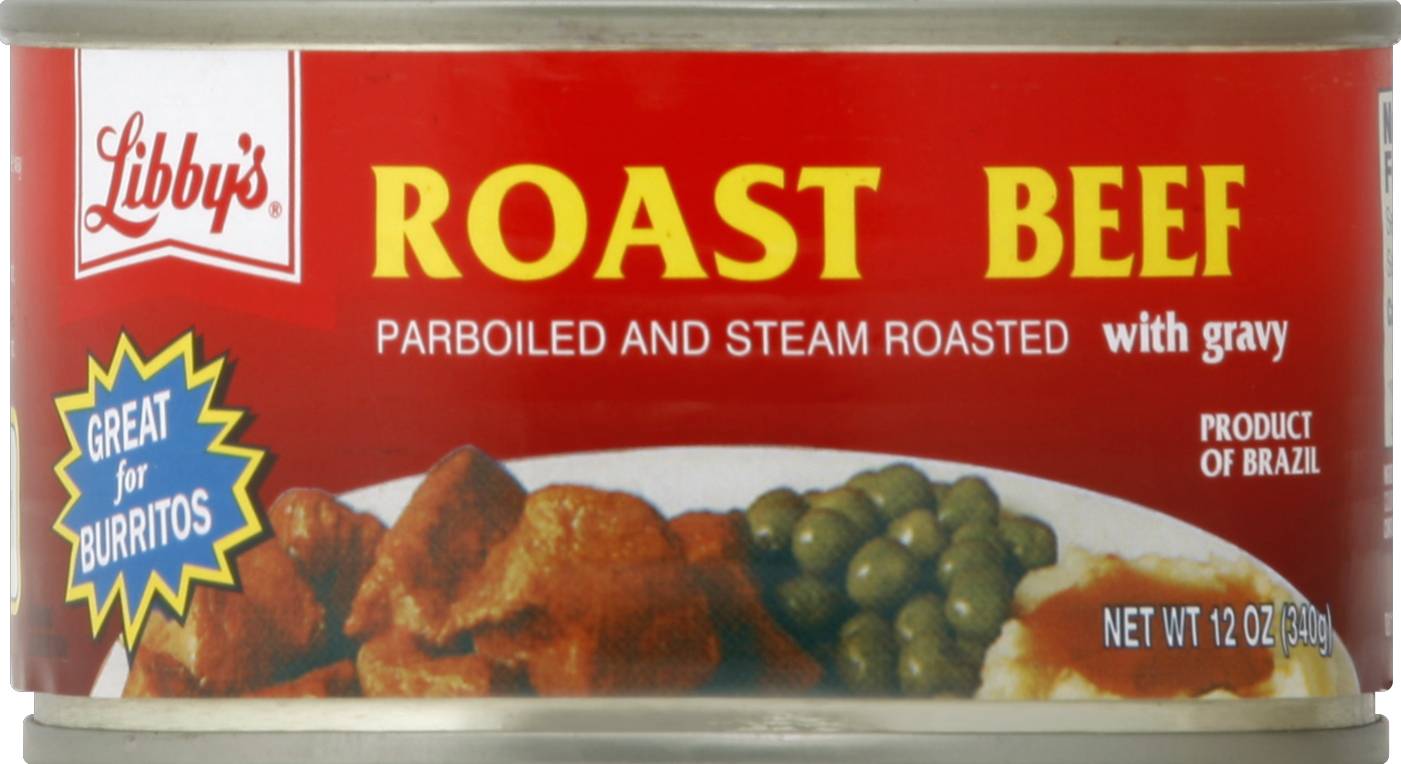 Libby's®
ROAST BEEF
PARBOILED AND STEAM ROASTED with gravy
PRODUCT
OF BRAZIL
GREAT
for
BURRITOS
NET WT 12 OZ (340g)